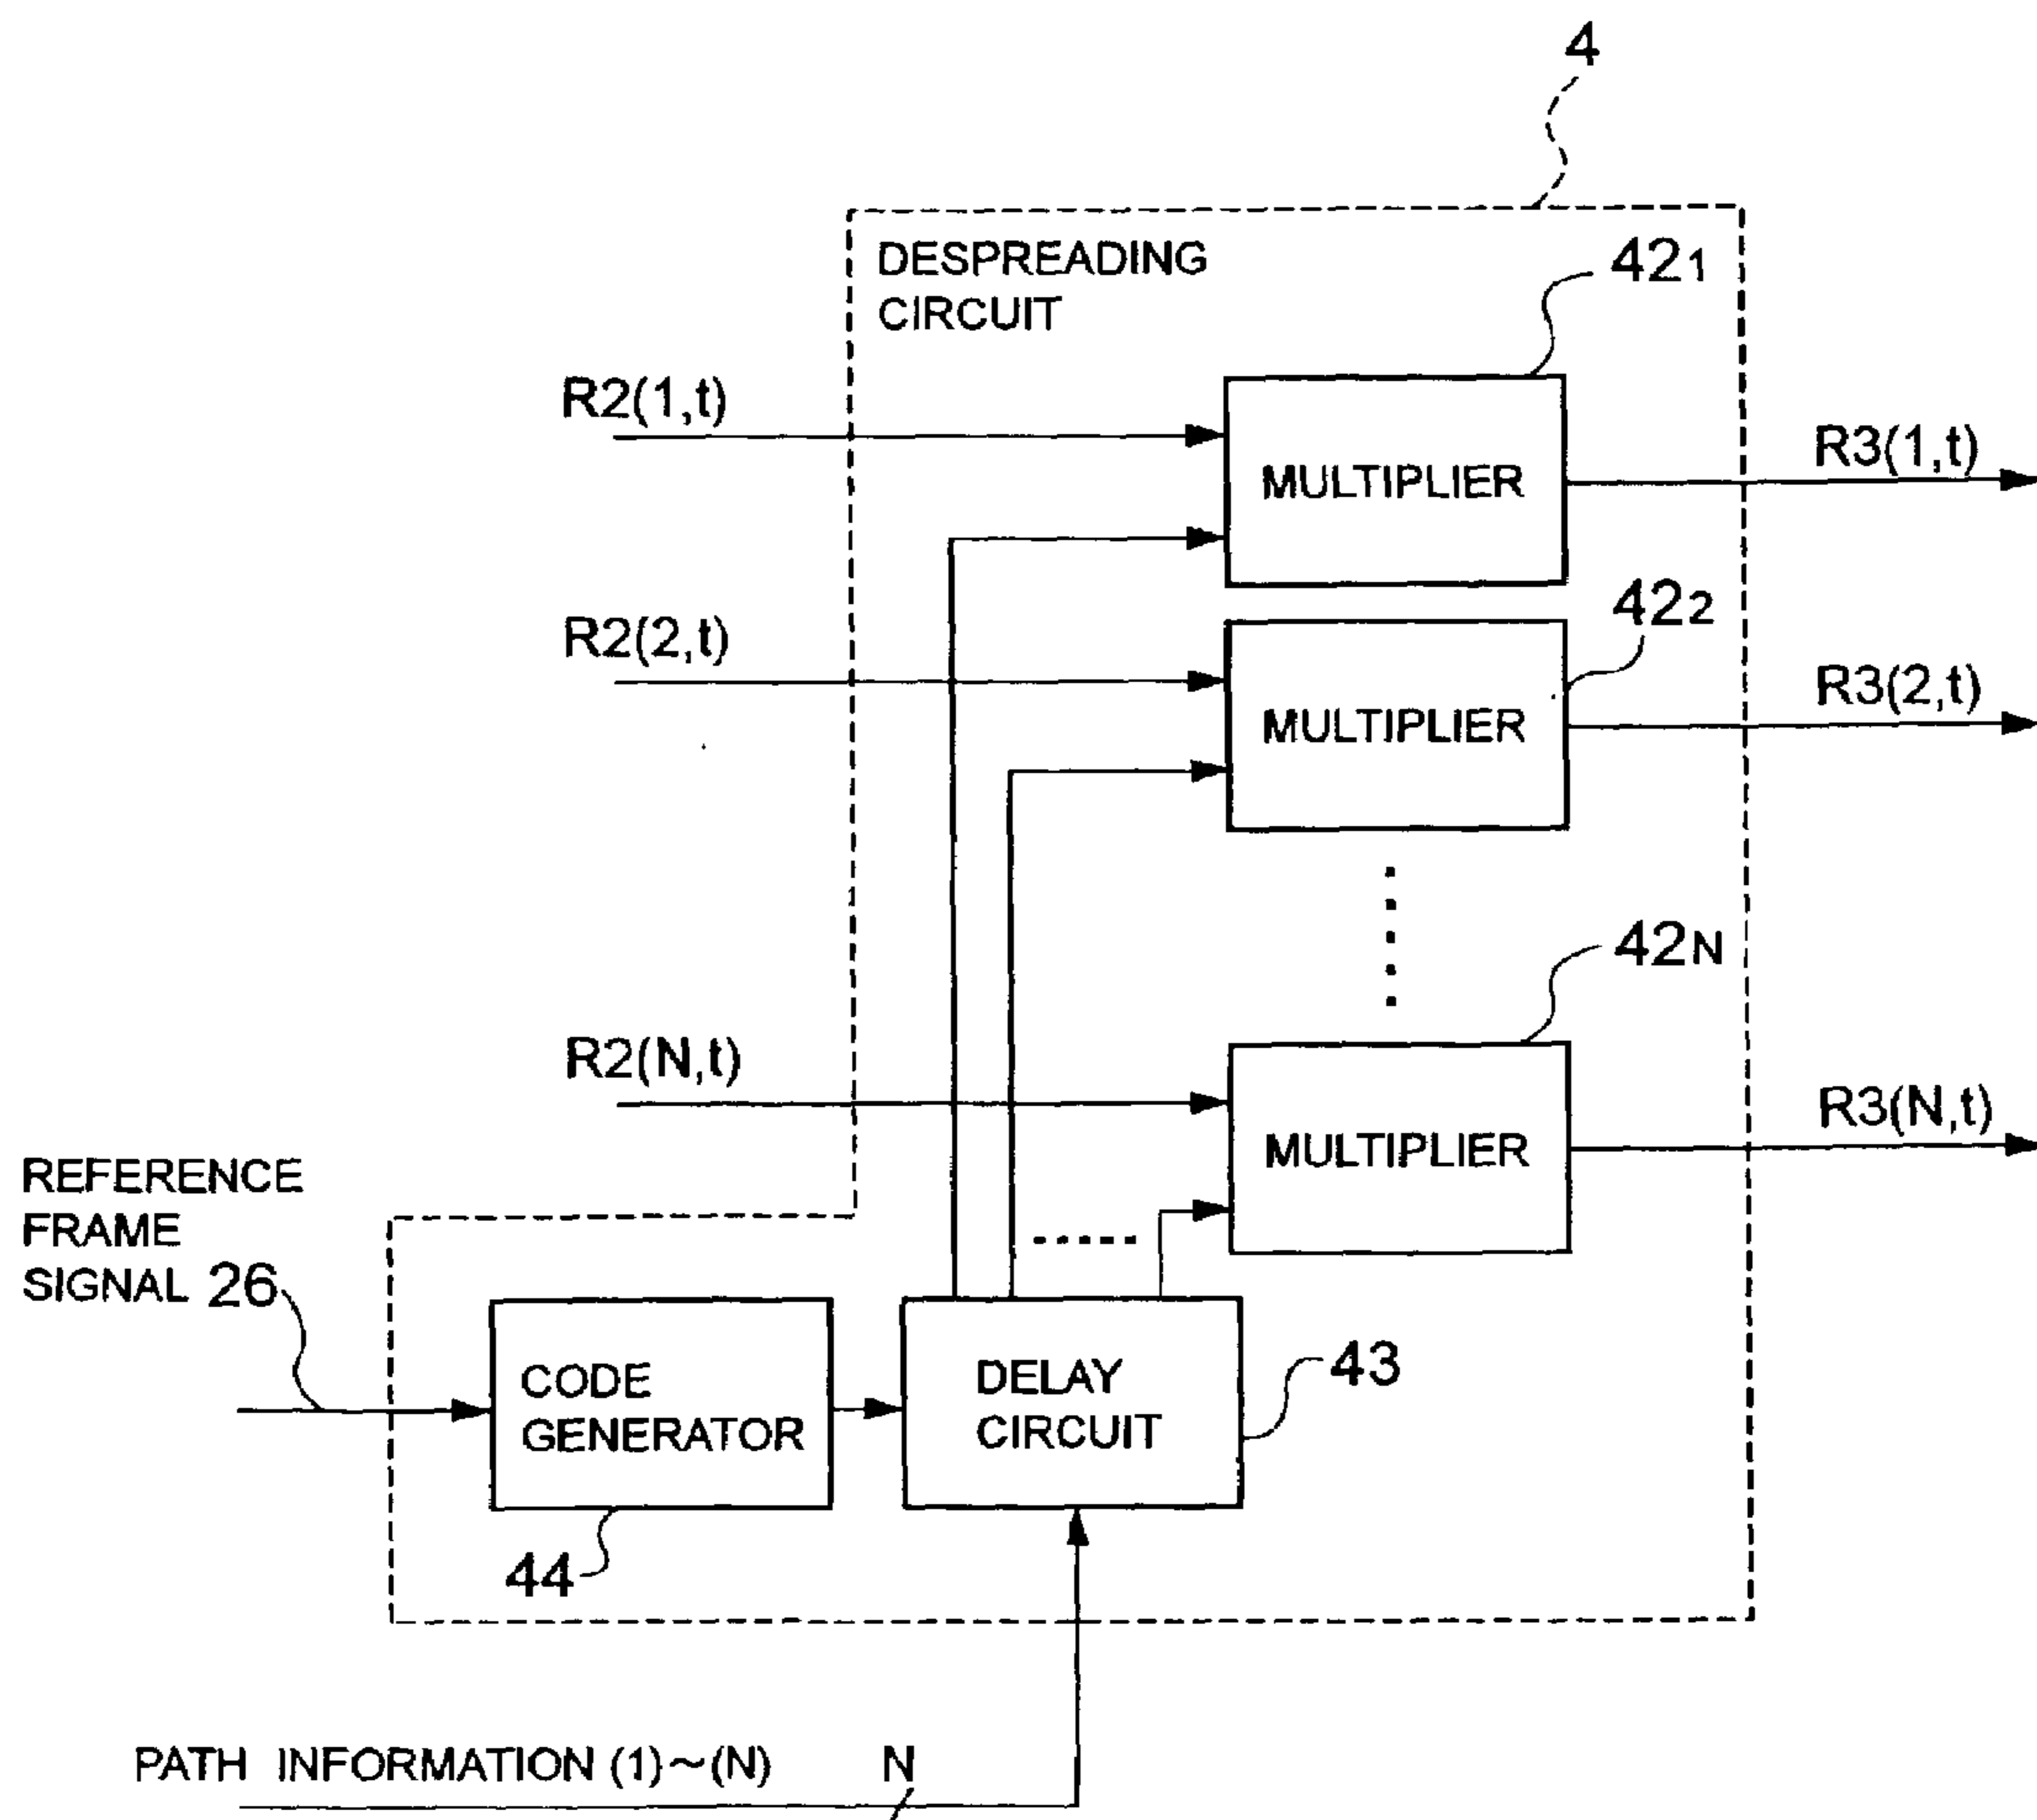 4
DESPREADING
CIRCUIT
42₁
R2(1,t)
MULTIPLIER
R3(1,t)
42₂
R2(2,t)
MULTIPLIER
R3(2,t)
42N
R2(N,t)
MULTIPLIER
R3(N,t)
REFERENCE
FRAME
SIGNAL 26
CODE
GENERATOR
DELAY
CIRCUIT
43
44
PATH INFORMATION (1)~(N) N